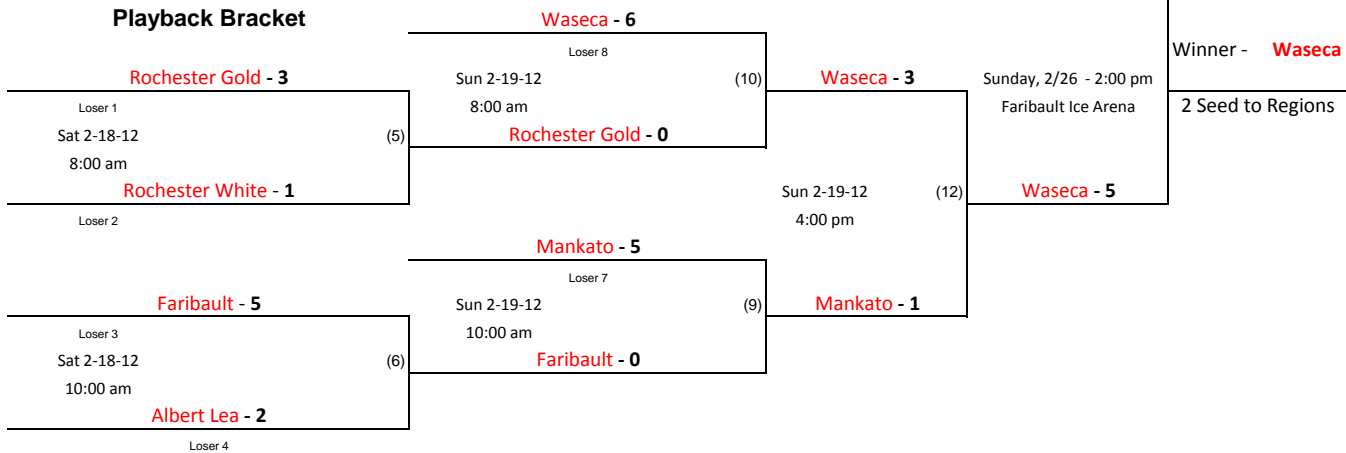 Playback Bracket
Waseca - 6
Loser 8
Winner - Waseca
Rochester Gold - 3
Sun 2-19-12
(10)
Waseca - 3
Sunday, 2/26 - 2:00 pm
Loser 1
8:00 am
Faribault Ice Arena
2 Seed to Regions
Sat 2-18-12
(5)
Rochester Gold - 0
8:00 am
Rochester White - 1
Sun 2-19-12
(12)
Waseca - 5
Loser 2
4:00 pm
Mankato - 5
Loser 7
Faribault - 5
Sun 2-19-12
(9)
Mankato - 1
Loser 3
10:00 am
Sat 2-18-12
(6)
Faribault - 0
10:00 am
Albert Lea - 2
Loser 4